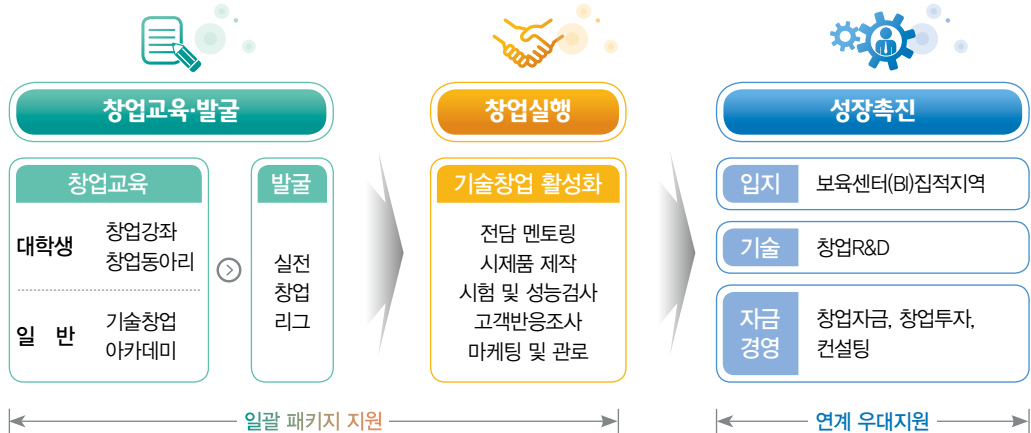 창업교육·발굴
창업교육
대학생
창업강좌
창업동아리
일 반
기술창업
아카데미
발굴
실전
창업
리그
창업실행
기술창업 활성화
전담 멘토링
시제품 제작
시험 및 성능검사
고객반응조사
마케팅 및 관로
성장촉진
입지
보육센터(BI)집적지역
기술
창업R&D
자금
경영
창업자금, 창업투자,
컨설팅
일괄 패키지 지원
연계 우대지원